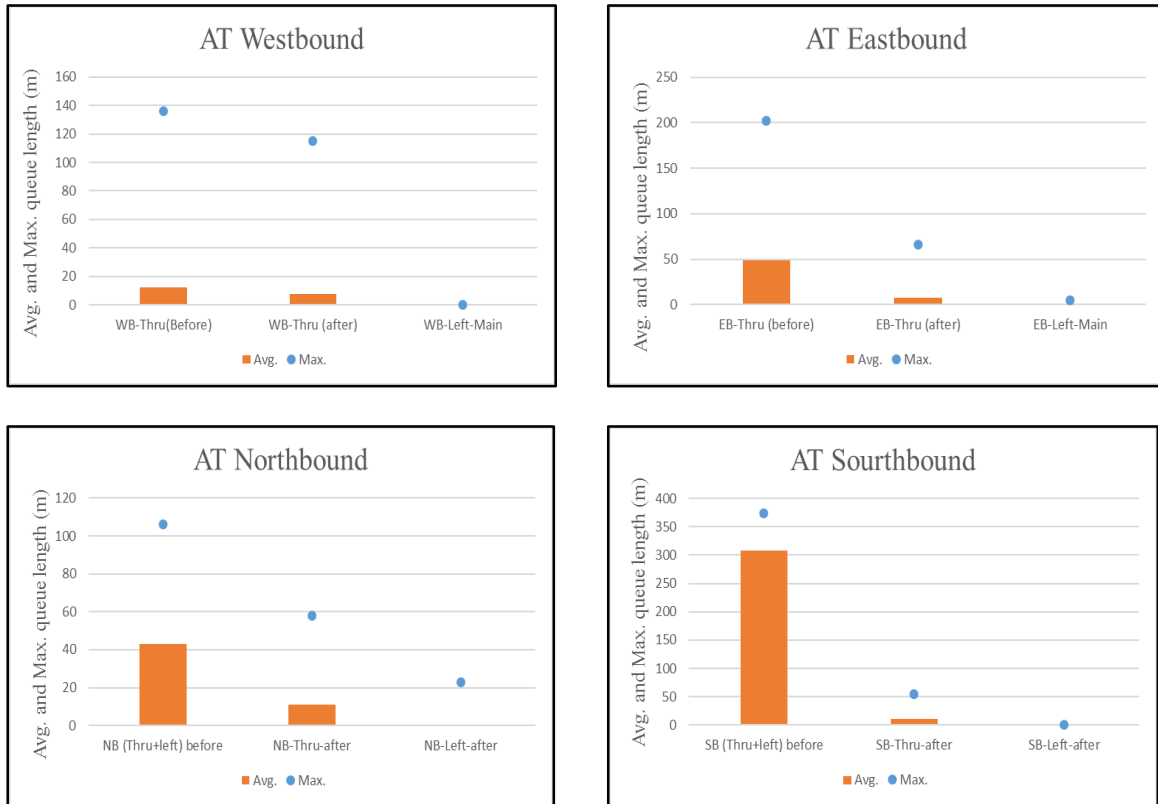 AT Westbound
Avg. and Max. queue length (m)
160
140
120
100
80
60
40
20
0
WB-Thru(Before) WB-Thru (after) WB-Left-Main
Avg. Max.
AT Eastbound
Avg. and Max. queue length (m)
250
200
150
100
50
0
EB-Thru (before) EB-Thru (after) EB-Left-Main
Avg. Max.
AT Northbound
Avg. and Max. queue length (m)
120
100
80
60
40
20
0
NB (Thru+left) before NB-Thru-after NB-Left-after
Avg. Max.
AT Sourthbound
Avg. and Max. queue length (m)
400
350
300
250
200
150
100
50
0
SB (Thru+left) before SB-Thru-after SB-Left-after
Avg. Max.